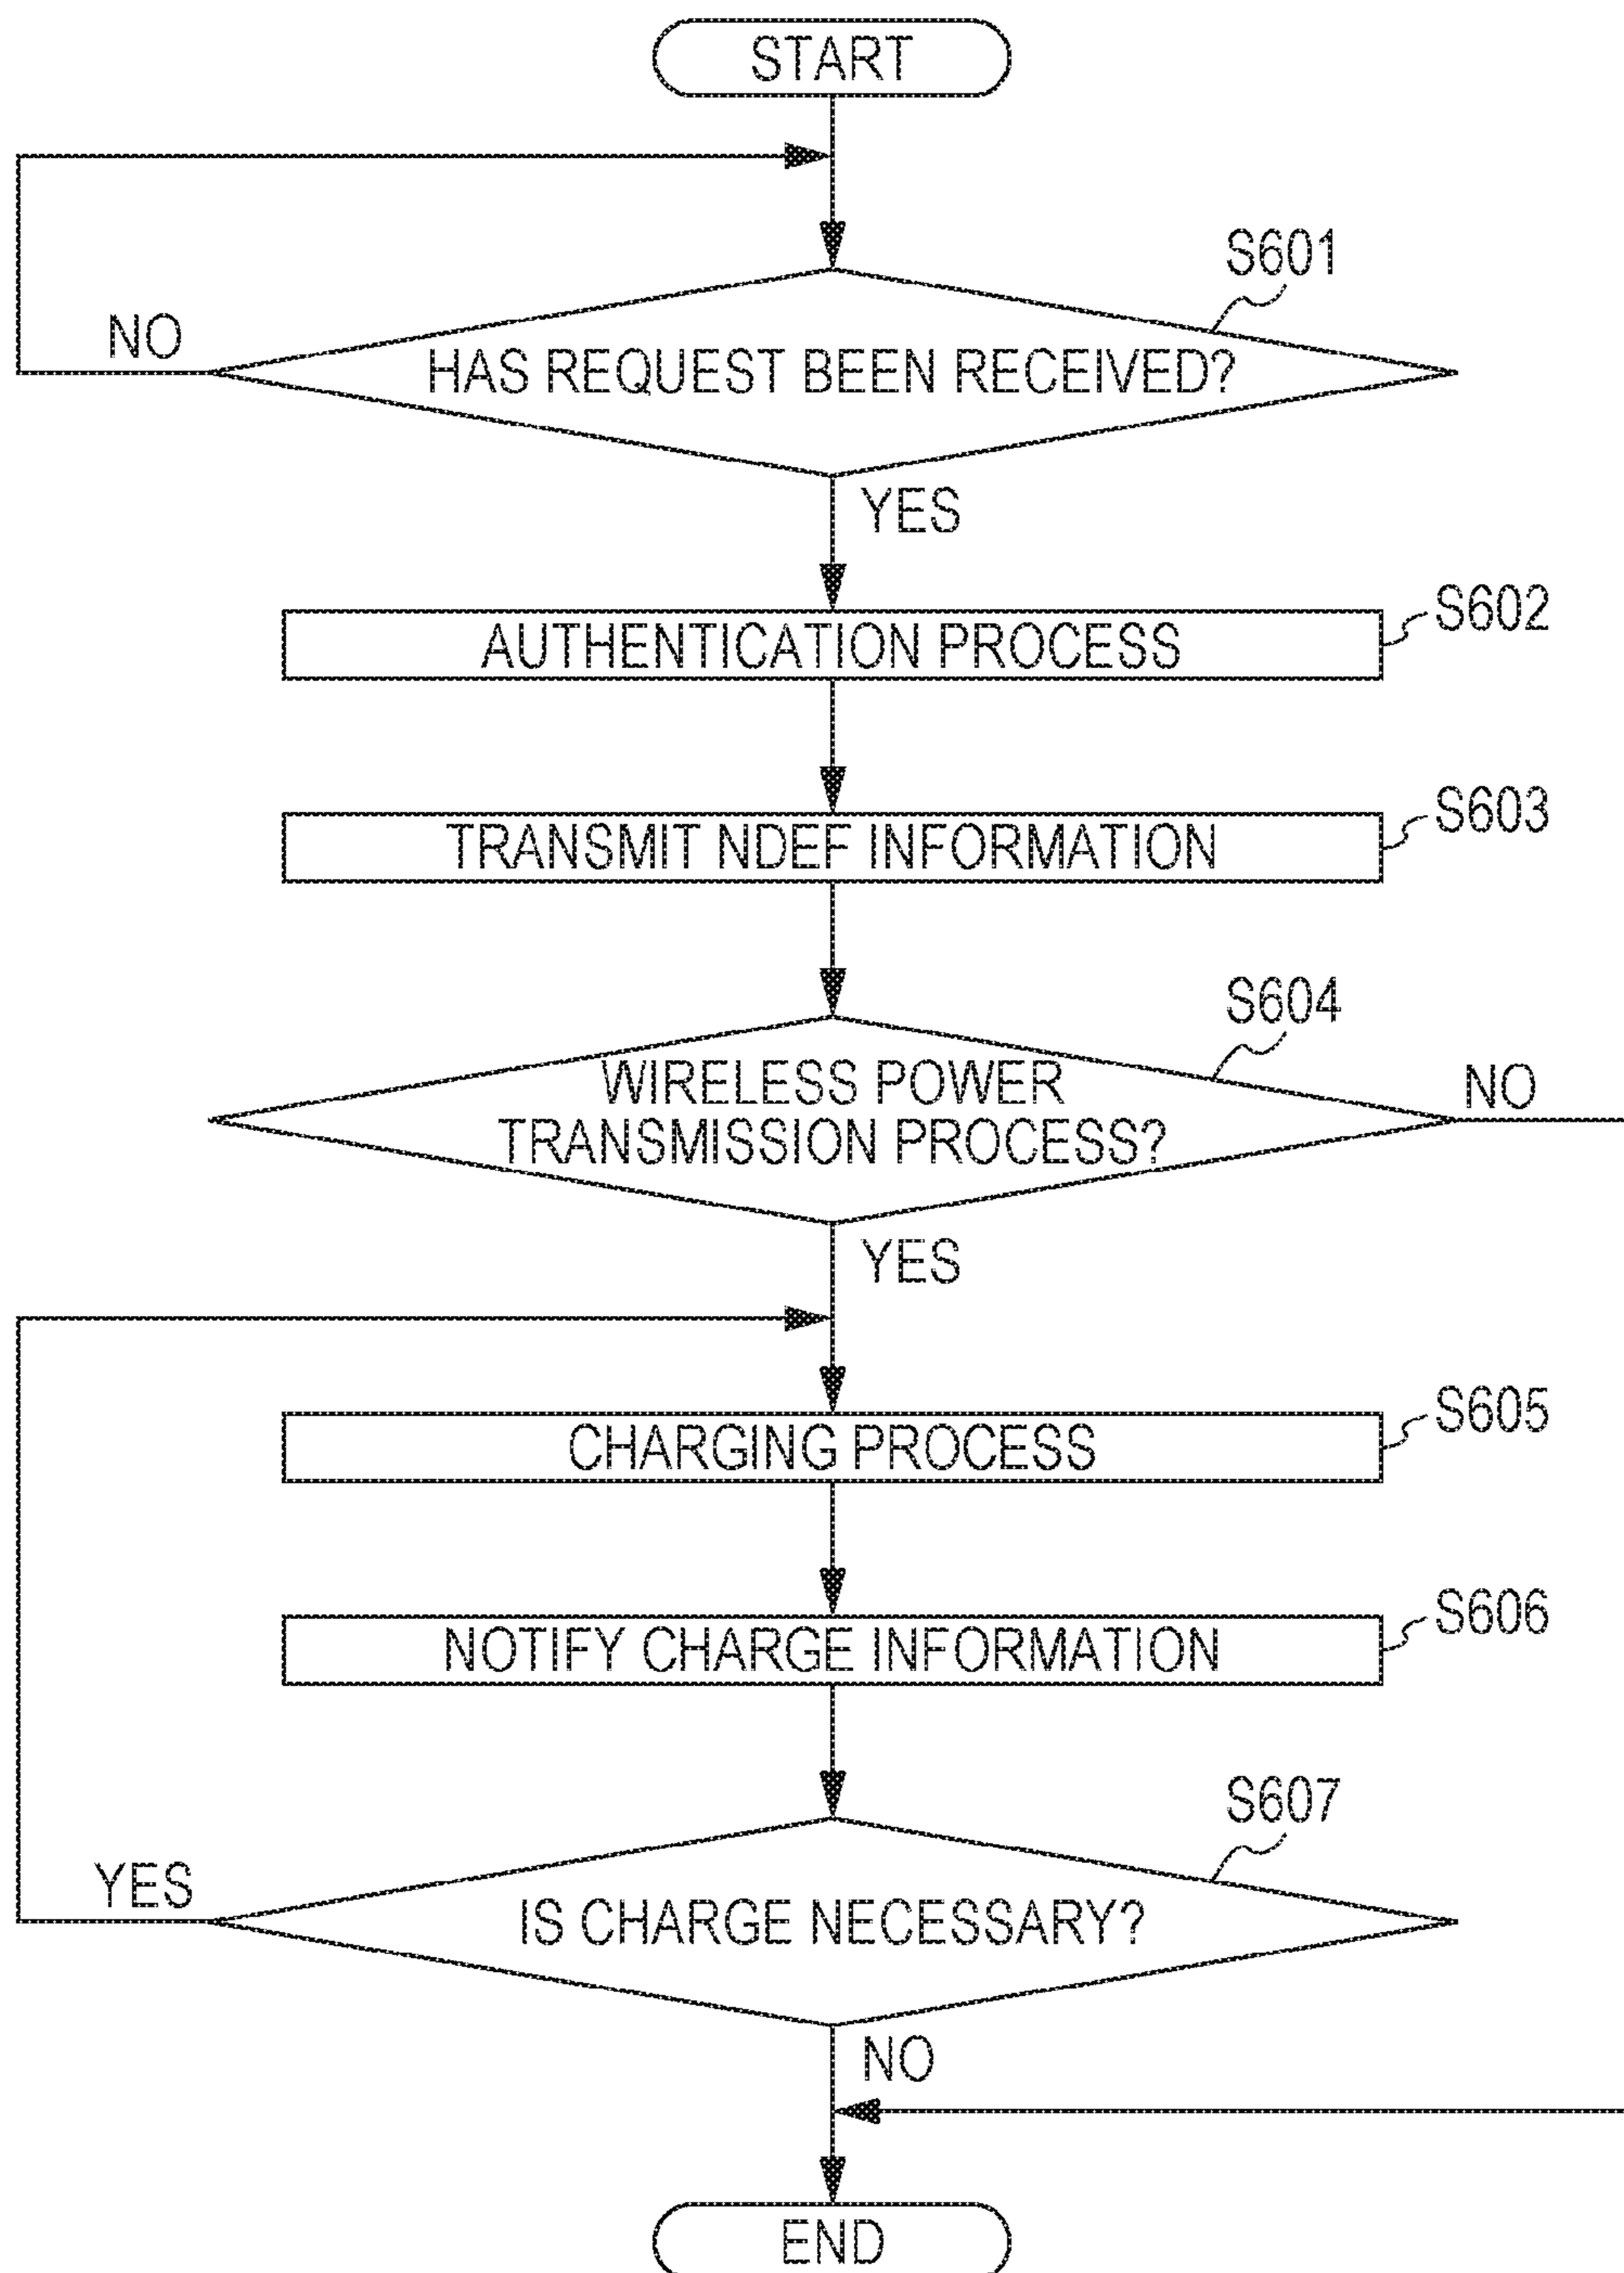 START
S601
NO
HAS REQUEST BEEN RECEIVED?
YES
S602
AUTHENTICATION PROCESS
S603
TRANSMIT NDEF INFORMATION
S604
WIRELESS POWER
NO
TRANSMISSION PROCESS?
YES
S605
CHARGING PROCESS
S606
NOTIFY CHARGE INFORMATION
S607
YES
IS CHARGE NECESSARY?
NO
END